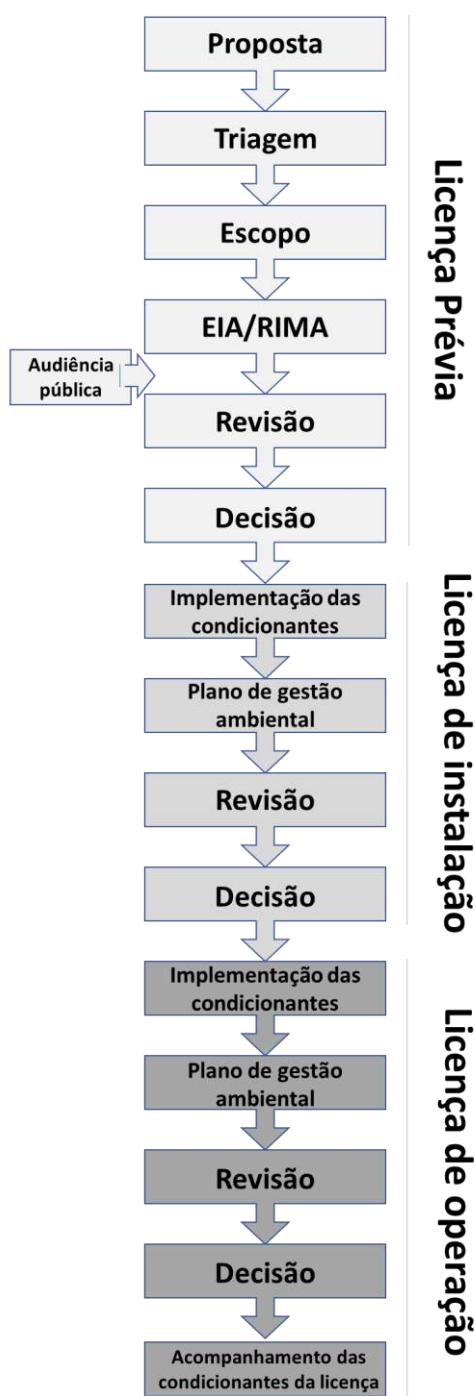 Proposta
Triagem
Escopo
EIA/RIMA
Audiência
pública
Revisão
Decisão
Licença Prévia
Implementação das
condicionantes
Plano de gestão
ambiental
Revisão
Decisão
Licença de instalação
Implementação das
condicionantes
Plano de gestão
ambiental
Revisão
Decisão
Acompanhamento das
condicionantes da licença
Licença de operação